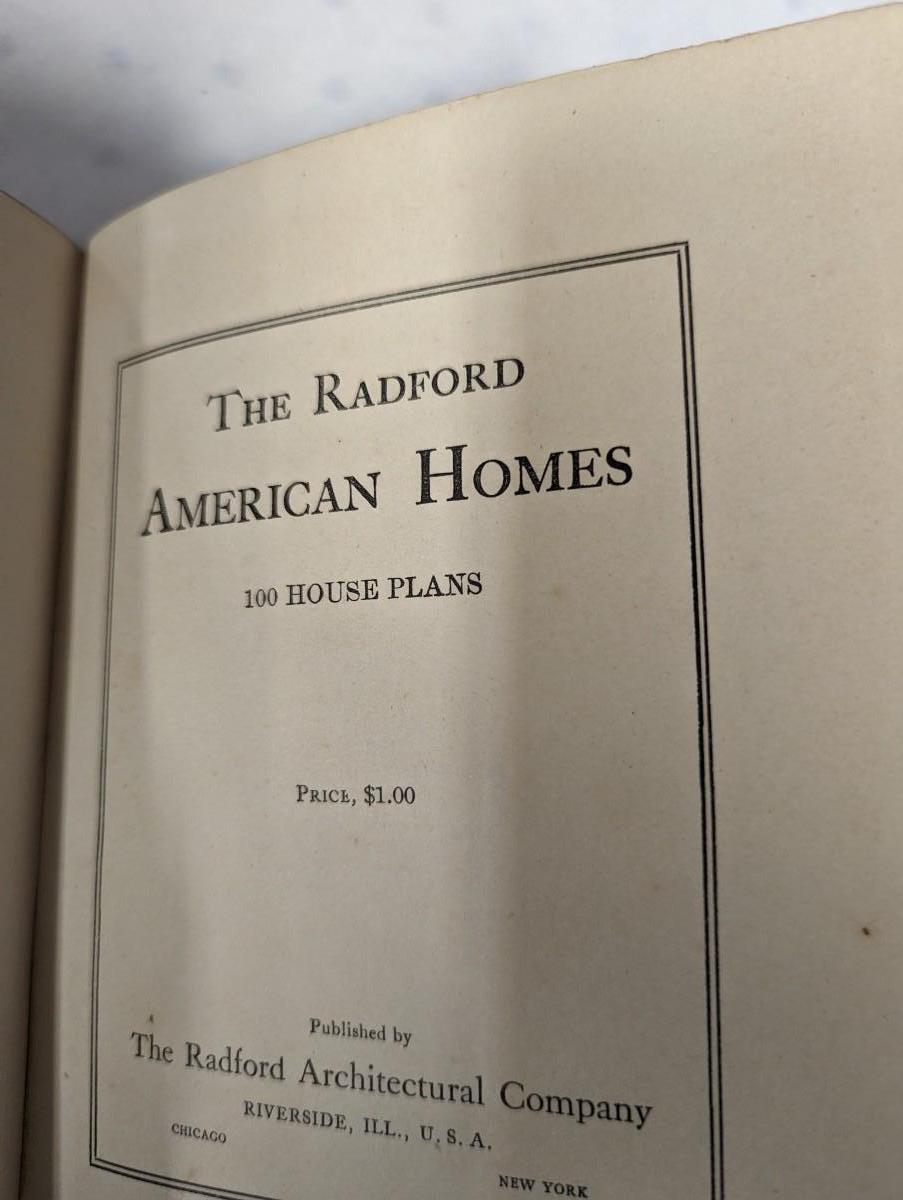 THE RADFORD
AMERICAN HOMES
100 HOUSE PLANS
PRICE, $1.00
Published by
The Radford Architectural Company
RIVERSIDE, ILL., U. S. A.
CHICAGO NEW YORK